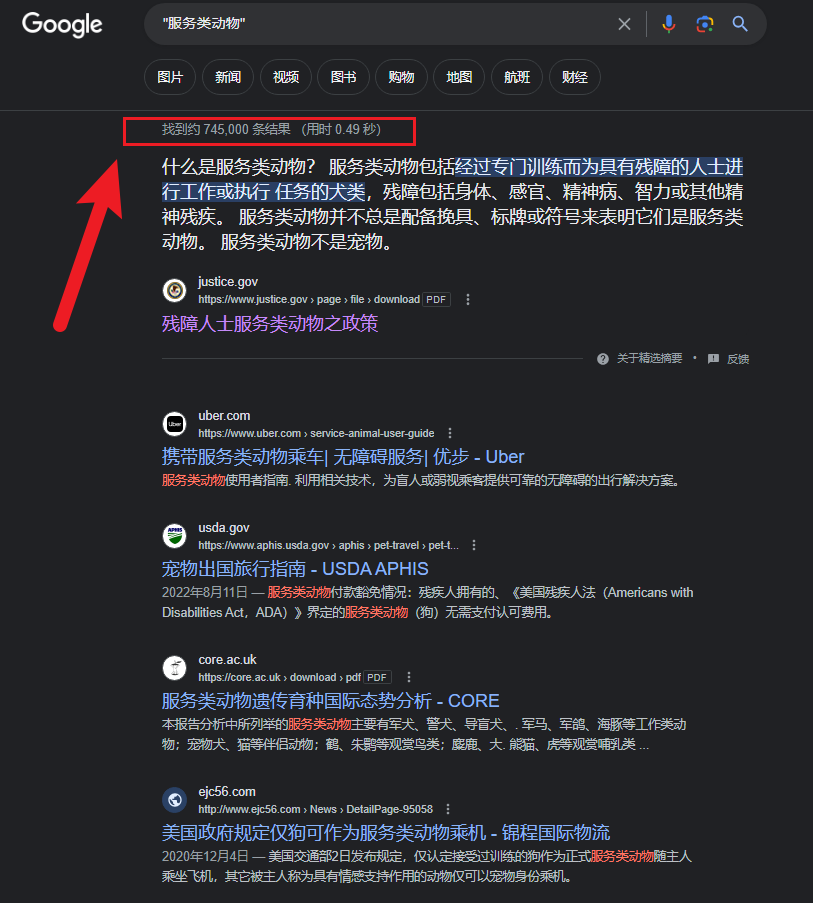 Google
"服务类动物"
图片 新闻 视频 图书 购物 地图 航班 财经
找到约 745,000 条结果 （用时 0.49 秒）
什么是服务类动物？ 服务类动物包括经过专门训练而为具有残障的人士进
行工作或执行 任务的犬类，残障包括身体、感官、精神病、智力或其他精
神残疾。 服务类动物并不总是配备挽具、标牌或符号来表明它们是服务类
动物。 服务类动物不是宠物。
justice.gov
https://www.justice.gov › page › file › download PDF
残障人士服务类动物之政策
关于精选摘要 • 反馈
Uber
uber.com
https://www.uber.com › service-animal-user-guide
携带服务类动物乘车| 无障碍服务| 优步 - Uber
服务类动物使用者指南. 利用相关技术，为盲人或弱视乘客提供可靠的无障碍的出行解决方案。
APHIS
usda.gov
https://www.aphis.usda.gov › aphis › pet-travel › pet-t...
宠物出国旅行指南 - USDA APHIS
2022年8月11日 — 服务类动物付款豁免情况：残疾人拥有的、《美国残疾人法（Americans with
Disabilities Act，ADA）》界定的服务类动物（狗）无需支付认可费用。
core.ac.uk
https://core.ac.uk › download › pdf PDF
服务类动物遗传育种国际态势分析 - CORE
本报告分析中所列举的服务类动物主要有军犬、警犬、导盲犬、. 军马、军鸽、海豚等工作类动
物；宠物犬、猫等伴侣动物；鹤、朱鹮等观赏鸟类；麋鹿、大. 熊猫、虎等观赏哺乳类 ...
ejc56.com
http://www.ejc56.com › News › DetailPage-95058
美国政府规定仅狗可作为服务类动物乘机 - 锦程国际物流
2020年12月4日 — 美国交通部2日发布规定，仅认定接受过训练的狗作为正式服务类动物随主人
乘坐飞机，其它被主人称为具有情感支持作用的动物仅可以宠物身份乘机。